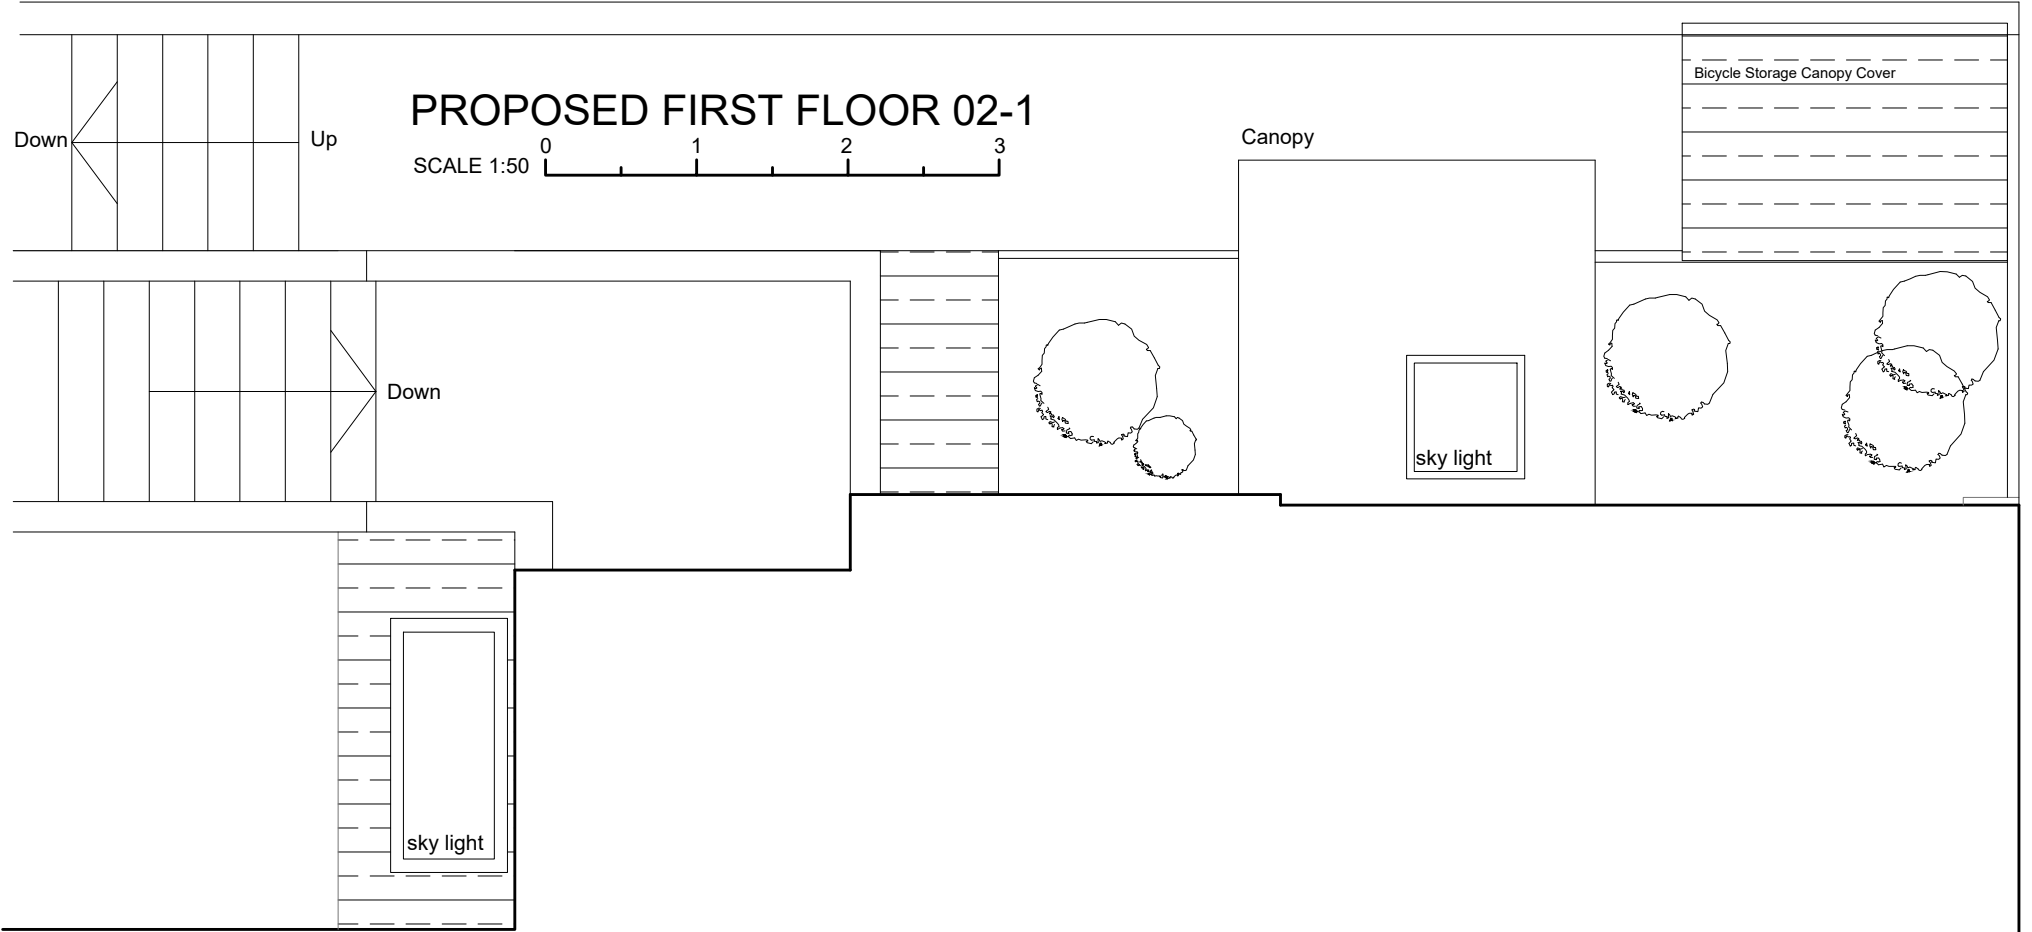 Bicycle Storage Canopy Cover
PROPOSED FIRST FLOOR 02-1
Down
Up
Canopy
0 1 2 3
SCALE 1:50
Down
sky light
sky light